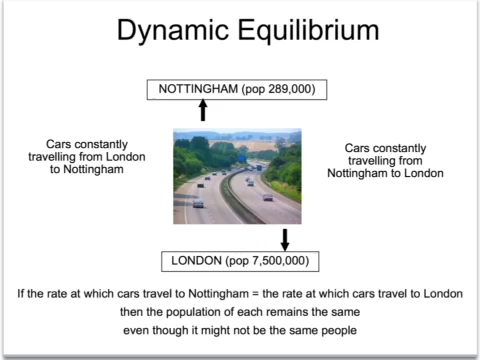 Dynamic Equilibrium
NOTTINGHAM (pop 289,000)
Cars constantly
travelling from London
to Nottingham
Cars constantly
travelling from
Nottingham to London
LONDON (pop 7,500,000)
If the rate at which cars travel to Nottingham = the rate at which cars travel to London
then the population of each remains the same
even though it might not be the same people